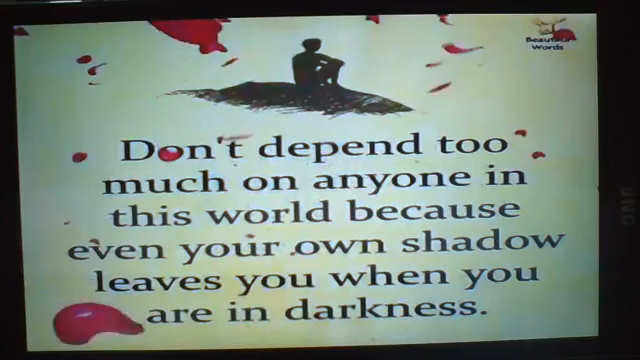 Beautiful
Words
Don't depend too
much on anyone in
this world because
even your own shadow
leaves you when you
are in darkness.